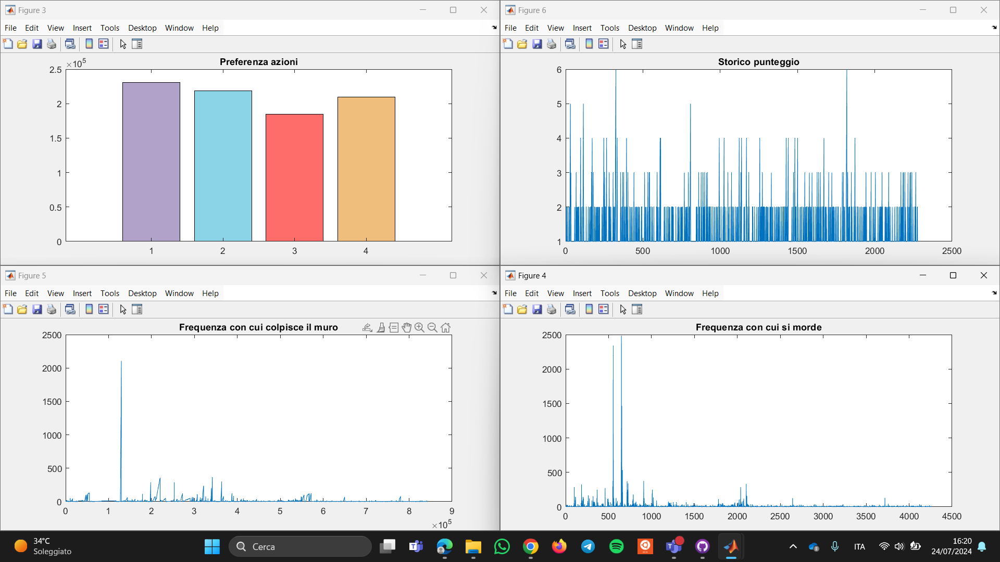 Figure 3
File Edit View Insert Tools Desktop Window Help
Preferenza azioni
×10^5
2.5
2
1.5
1
0.5
0
1 2 3 4
Figure 6
File Edit View Insert Tools Desktop Window Help
Storico punteggio
6
5
4
3
2
1
0 500 1000 1500 2000 2500
Figure 5
File Edit View Insert Tools Desktop Window Help
Frequenza con cui colpisce il muro
2500
2000
1500
1000
500
0
0 1 2 3 4 5 6 7 8 9
×10^5
Figure 4
File Edit View Insert Tools Desktop Window Help
Frequenza con cui si morde
2500
2000
1500
1000
500
0
0 500 1000 1500 2000 2500 3000 3500 4000 4500
34°C
Soleggiato
Cerca
ITA
16:20
24/07/2024